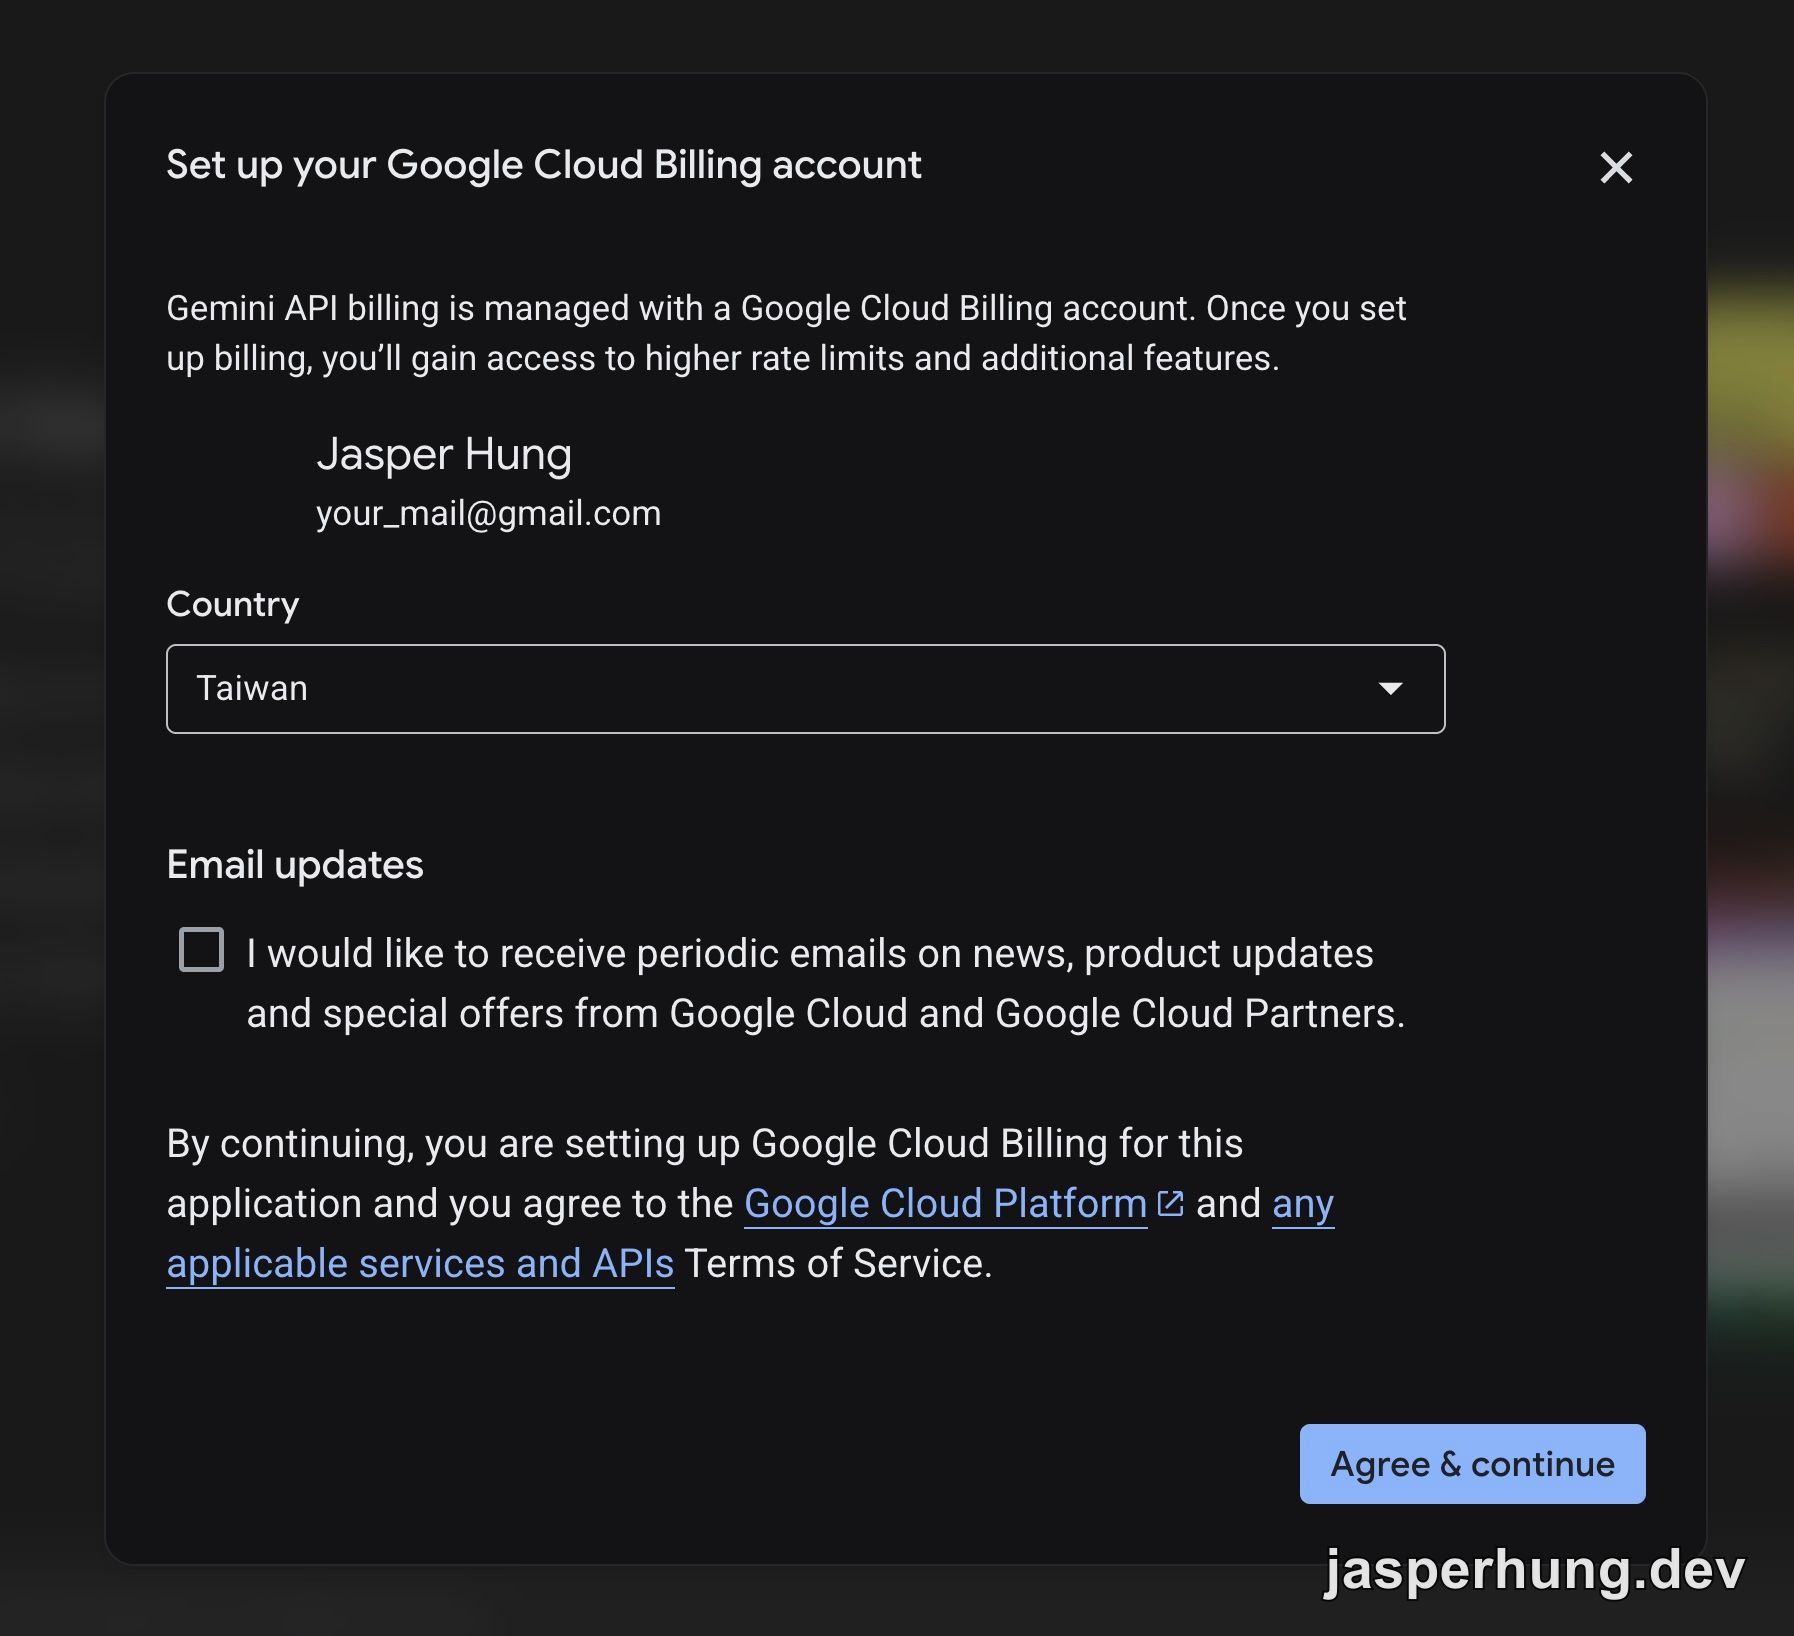 Set up your Google Cloud Billing account
Gemini API billing is managed with a Google Cloud Billing account. Once you set
up billing, you’ll gain access to higher rate limits and additional features.
Jasper Hung
your_mail@gmail.com
Country
Taiwan
Email updates
I would like to receive periodic emails on news, product updates
and special offers from Google Cloud and Google Cloud Partners.
By continuing, you are setting up Google Cloud Billing for this
application and you agree to the Google Cloud Platform and any
applicable services and APIs Terms of Service.
Agree & continue
jasperhung.dev